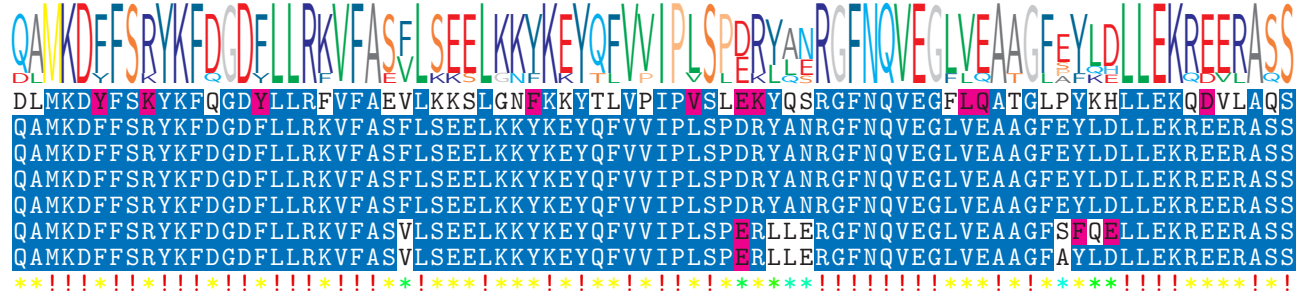 QAMKDFFSRYKFDGDFLLRKVFASFLSEELKKYKEYQFVVIPLSPDRYANRGFNQVEGLVEAAGFEYLDLLEKREERASS
DLMKDYFSKYKFQGDYLLRFVFAEVLKKSLGNFKKYTLVPIPVSLEKYQSRGFNQVEGFLQATGLPYKHLLEKQDVLAQS
QAMKDFFSRYKFDGDFLLRKVFASFLSEELKKYKEYQFVVIPLSPDRYANRGFNQVEGLVEAAGFEYLDLLEKREERASS
QAMKDFFSRYKFDGDFLLRKVFASFLSEELKKYKEYQFVVIPLSPDRYANRGFNQVEGLVEAAGFEYLDLLEKREERASS
QAMKDFFSRYKFDGDFLLRKVFASFLSEELKKYKEYQFVVIPLSPDRYANRGFNQVEGLVEAAGFEYLDLLEKREERASS
QAMKDFFSRYKFDGDFLLRKVFASFLSEELKKYKEYQFVVIPLSPDRYANRGFNQVEGLVEAAGFEYLDLLEKREERASS
QAMKDFFSRYKFDGDFLLRKVFASVLSEELKKYKEYQFVVIPLSPERLLERGFNQVEGLVEAAGFSFQELLEKREERASS
QAMKDFFSRYKFDGDFLLRKVFASVLSEELKKYKEYQFVVIPLSPERLLERGFNQVEGLVEAAGFAYLDLLEKREERASS
**!!!*!!*!!!*!!*!!!*!!!**!***!***!*!**!*!!*!******!!!!!!!!***!*!*****!!!!****!*!